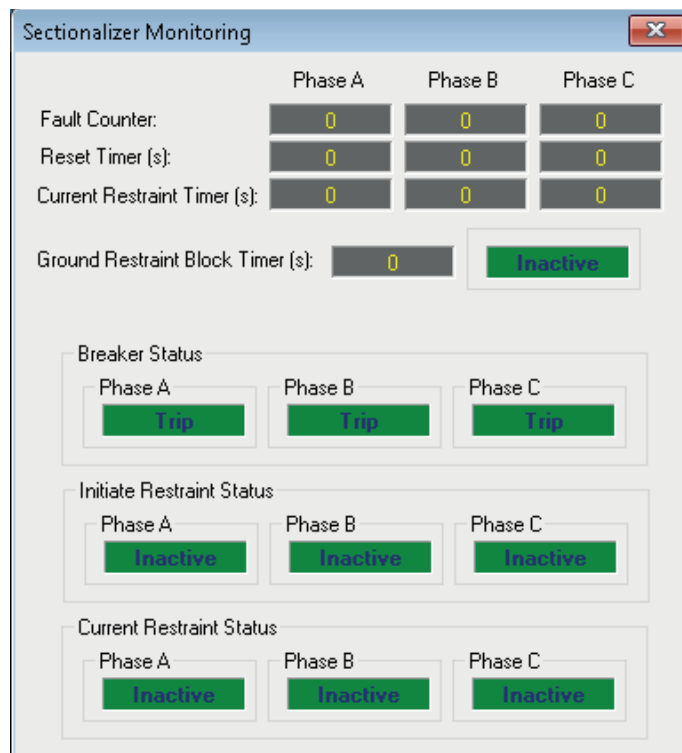 Sectionalizer Monitoring
Phase A Phase B Phase C
Fault Counter: 0 0 0
Reset Timer (s): 0 0 0
Current Restraint Timer (s): 0 0 0
Ground Restraint Block Timer (s): 0 Inactive
Breaker Status
Phase A Phase B Phase C
Trip Trip Trip
Initiate Restraint Status
Phase A Phase B Phase C
Inactive Inactive Inactive
Current Restraint Status
Phase A Phase B Phase C
Inactive Inactive Inactive